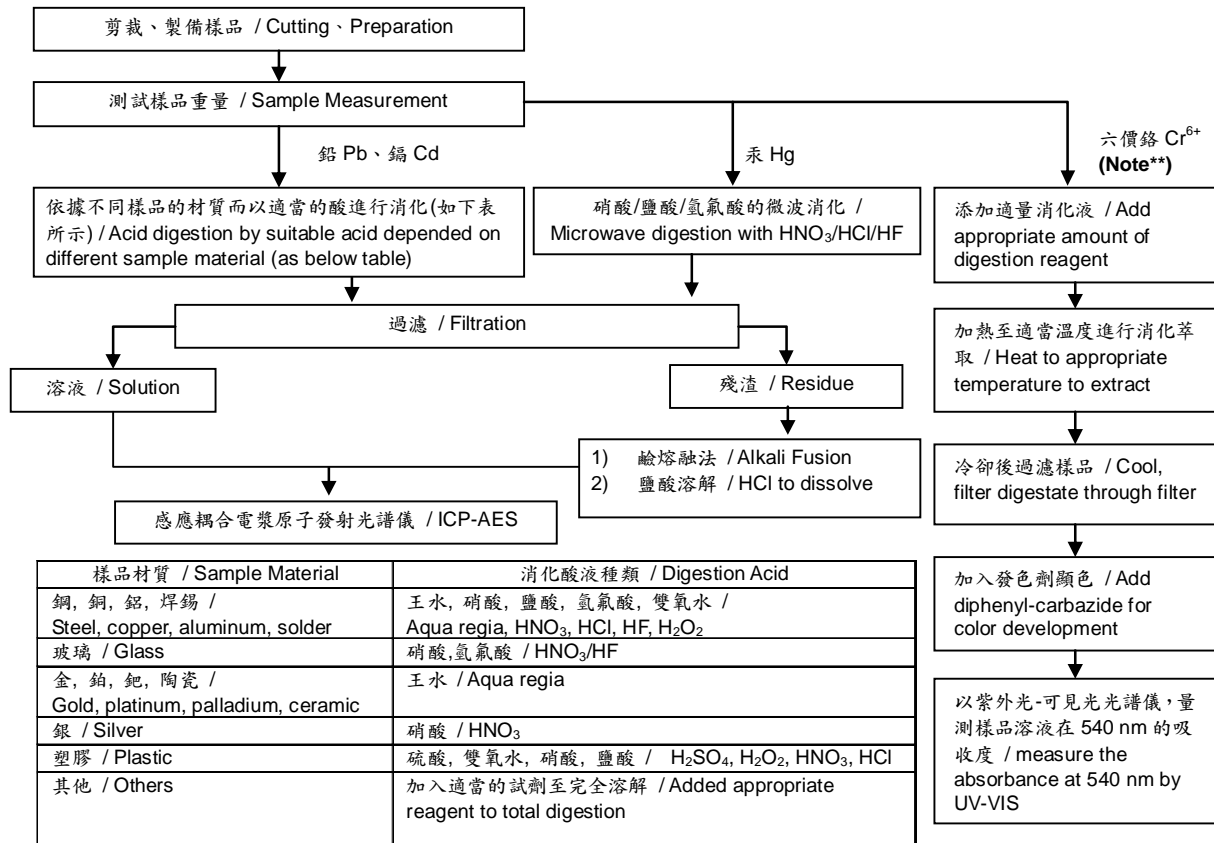 剪裁、製備樣品 / Cutting、Preparation
測試樣品重量 / Sample Measurement
鉛 Pb、鎘 Cd
汞 Hg
六價鉻 Cr⁶⁺
(Note**)
依據不同樣品的材質而以適當的酸進行消化(如下表
所示) / Acid digestion by suitable acid depended on
different sample material (as below table)
硝酸/鹽酸/氫氟酸的微波消化 /
Microwave digestion with HNO₃/HCl/HF
添加適量消化液 / Add
appropriate amount of
digestion reagent
過濾 / Filtration
加熱至適當溫度進行消化萃
取 / Heat to appropriate
temperature to extract
溶液 / Solution
殘渣 / Residue
1) 鹼熔融法 / Alkali Fusion
2) 鹽酸溶解 / HCl to dissolve
冷卻後過濾樣品 / Cool,
filter digestate through filter
感應耦合電漿原子發射光譜儀 / ICP-AES
加入發色劑顯色 / Add
diphenyl-carbazide for
color development
以紫外光-可見光光譜儀，量
測樣品溶液在 540 nm 的吸
收度 / measure the
absorbance at 540 nm by
UV-VIS
樣品材質 / Sample Material
消化酸液種類 / Digestion Acid
鋼, 銅, 鋁, 焊錫 /
Steel, copper, aluminum, solder
王水, 硝酸, 鹽酸, 氫氟酸, 雙氧水 /
Aqua regia, HNO₃, HCl, HF, H₂O₂
玻璃 / Glass
硝酸,氫氟酸 / HNO₃/HF
金, 鉑, 鈀, 陶瓷 /
Gold, platinum, palladium, ceramic
王水 / Aqua regia
銀 / Silver
硝酸 / HNO₃
塑膠 / Plastic
硫酸, 雙氧水, 硝酸, 鹽酸 / H₂SO₄, H₂O₂, HNO₃, HCl
其他 / Others
加入適當的試劑至完全溶解 / Added appropriate
reagent to total digestion